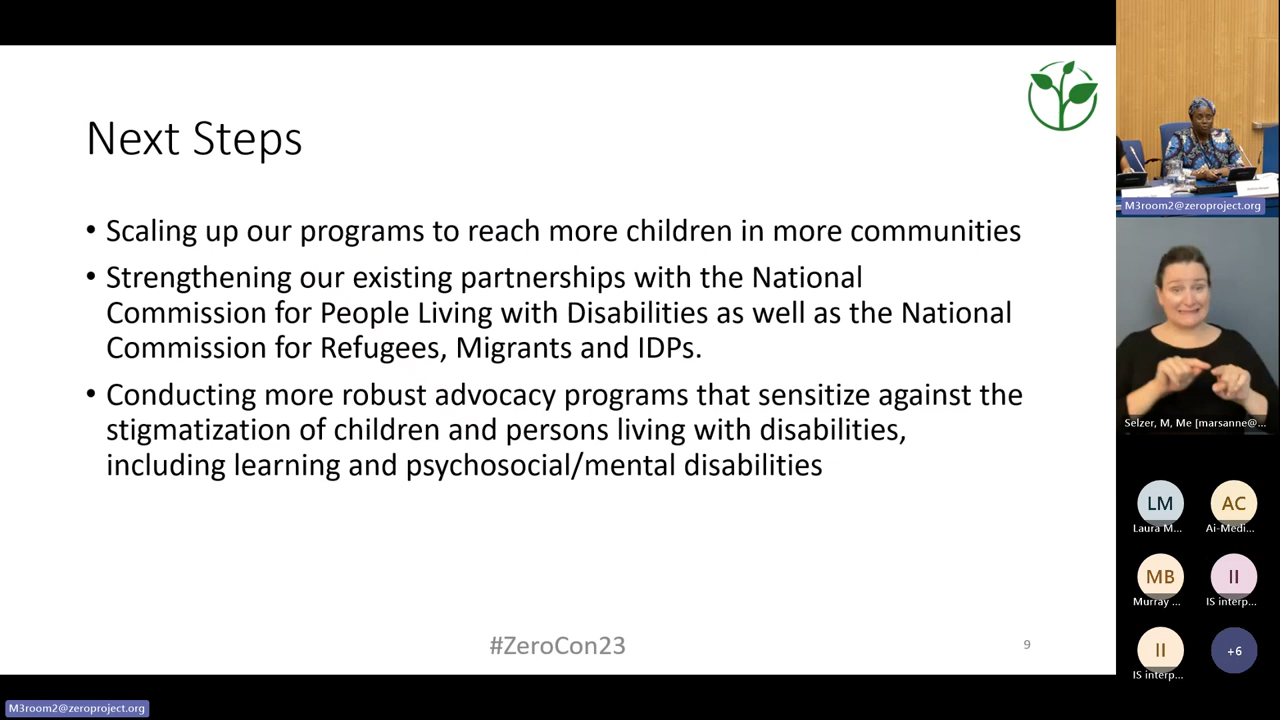 Next Steps
• Scaling up our programs to reach more children in more communities
• Strengthening our existing partnerships with the National
Commission for People Living with Disabilities as well as the National
Commission for Refugees, Migrants and IDPs.
• Conducting more robust advocacy programs that sensitize against the
stigmatization of children and persons living with disabilities,
including learning and psychosocial/mental disabilities
#ZeroCon23
9
M3room2@zeroproject.org
M3room2@zeroproject.org
Selzer, M, Me [marsanne@...
LM
Laura M...
AC
Ai-Medi...
MB
Murray ...
II
IS interp...
II
IS interp...
+6